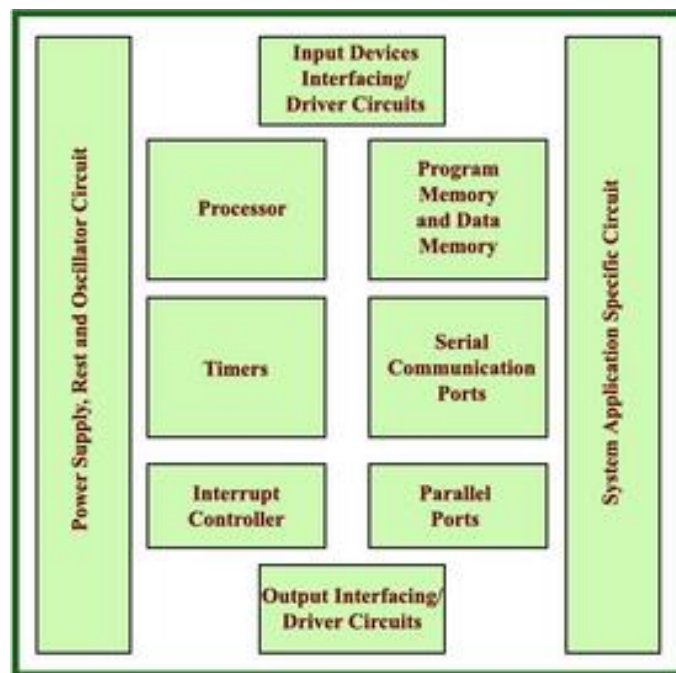 Input Devices
Interfacing/
Driver Circuits
Power Supply, Rest and Oscillator Circuit
Processor
Program
Memory
and Data
Memory
System Application Specific Circuit
Timers
Serial
Communication
Ports
Interrupt
Controller
Parallel
Ports
Output Interfacing/
Driver Circuits